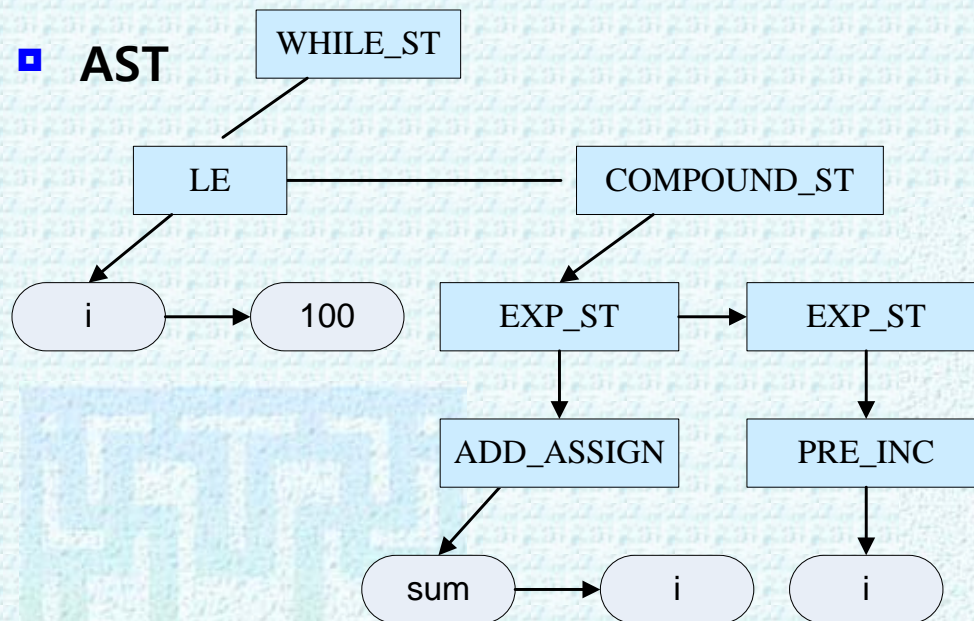 AST
WHILE_ST
LE
COMPOUND_ST
i
100
EXP_ST
EXP_ST
ADD_ASSIGN
PRE_INC
sum
i
i